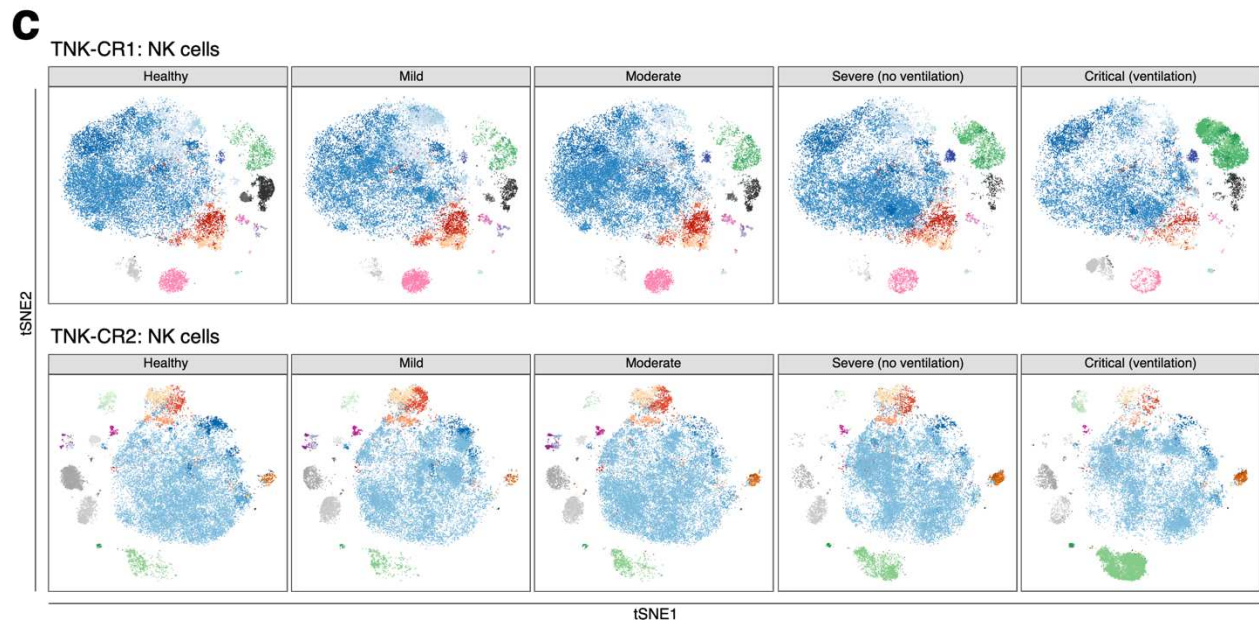 C
TNK-CR1: NK cells
Healthy
Mild
Moderate
Severe (no ventilation)
Critical (ventilation)
tSNE2
TNK-CR2: NK cells
Healthy
Mild
Moderate
Severe (no ventilation)
Critical (ventilation)
tSNE1